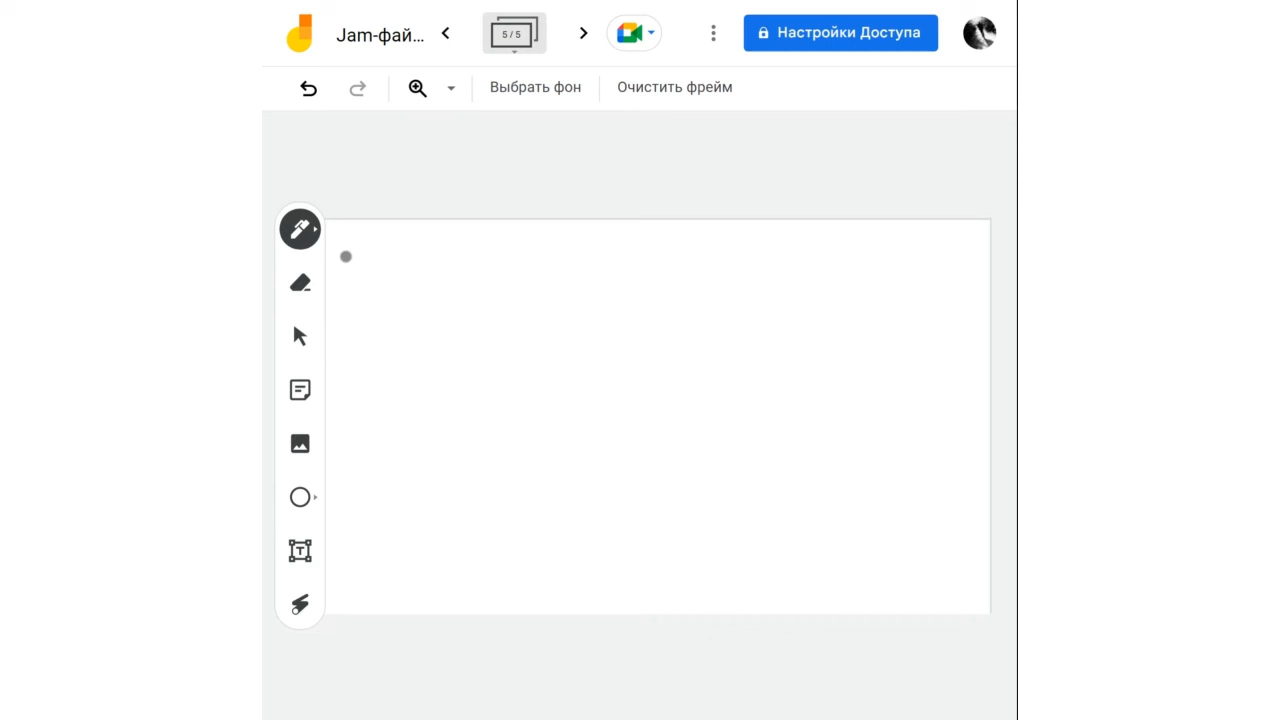 Jam-фай...
5 / 5
Настройки Доступа
Выбрать фон
Очистить фрейм
T